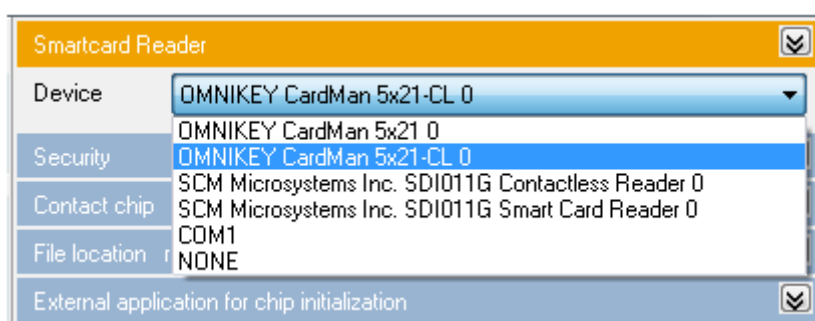 Smartcard Reader
Device OMNIKEY CardMan 5x21-CL 0
OMNIKEY CardMan 5x21 0
Security OMNIKEY CardMan 5x21-CL 0
SCM Microsystems Inc. SDI011G Contactless Reader 0
Contact chip SCM Microsystems Inc. SDI011G Smart Card Reader 0
COM1
File location
NONE
External application for chip initialization